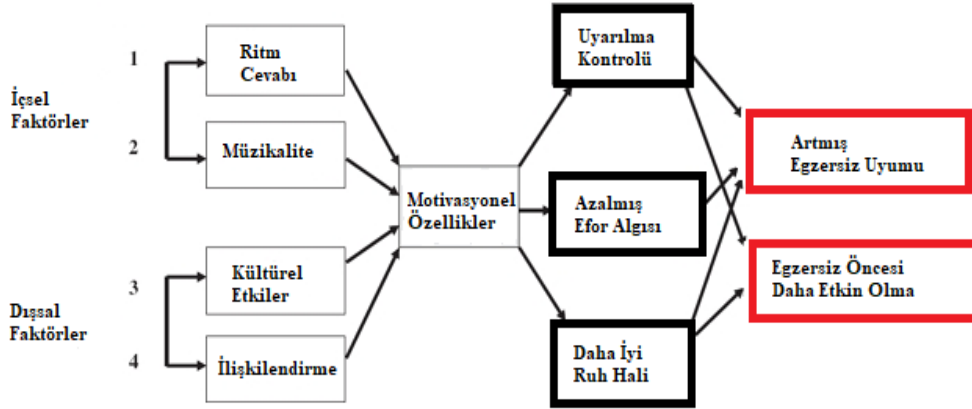 İçsel
Faktörler
1
Ritm
Cevabı
2
Müzikalite
Dışsal
Faktörler
3
Kültürel
Etkiler
4
İlişkilendirme
Motivasyonel
Özellikler
Uyarılma
Kontrolü
Azalmış
Efor Algısı
Daha İyi
Ruh Hali
Artmış
Egzersiz Uyumu
Egzersiz Öncesi
Daha Etkin Olma